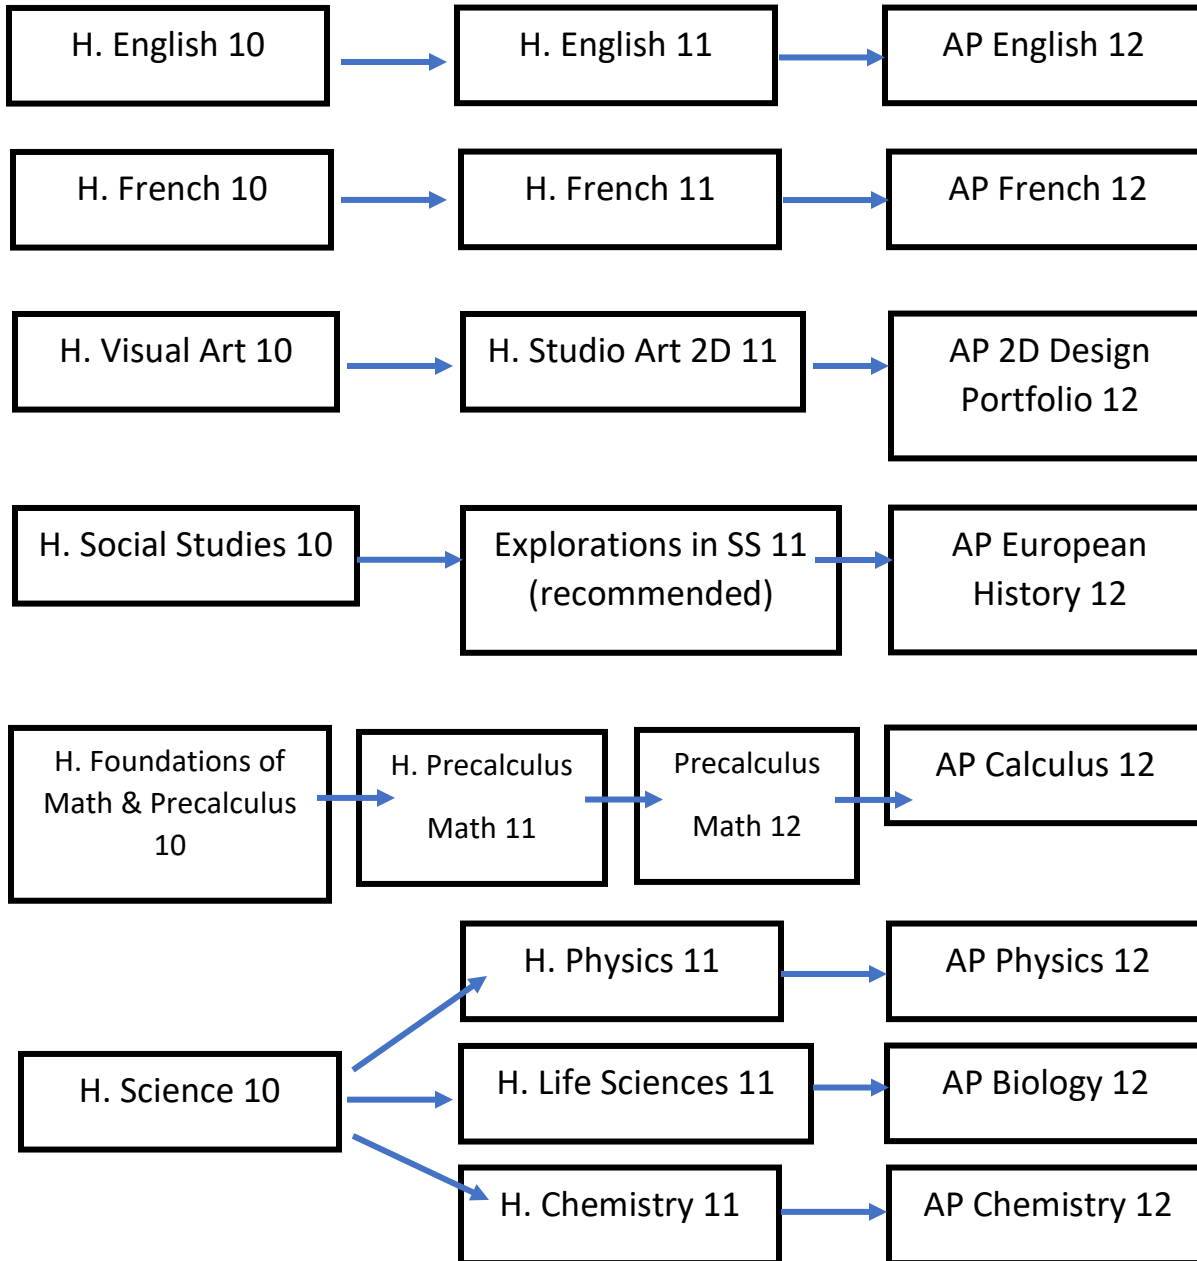 H. English 10
H. English 11
AP English 12
H. French 10
H. French 11
AP French 12
H. Visual Art 10
H. Studio Art 2D 11
AP 2D Design
Portfolio 12
H. Social Studies 10
Explorations in SS 11
(recommended)
AP European
History 12
H. Foundations of
Math & Precalculus
10
H. Precalculus
Math 11
Precalculus
Math 12
AP Calculus 12
H. Science 10
H. Physics 11
AP Physics 12
H. Life Sciences 11
AP Biology 12
H. Chemistry 11
AP Chemistry 12